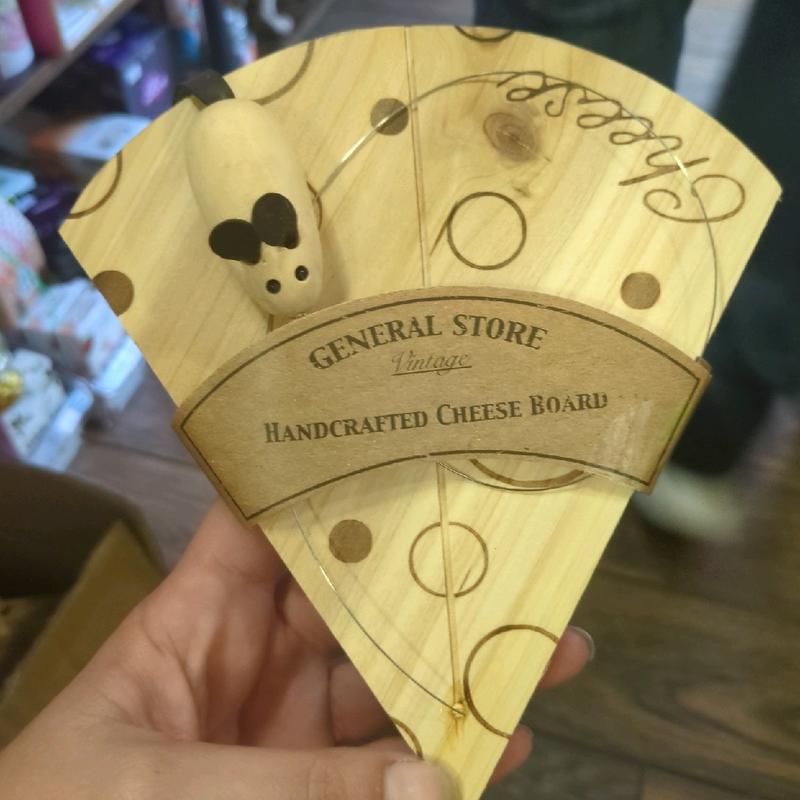 Cheese
GENERAL STORE
Vintage
HANDCRAFTED CHEESE BOARD